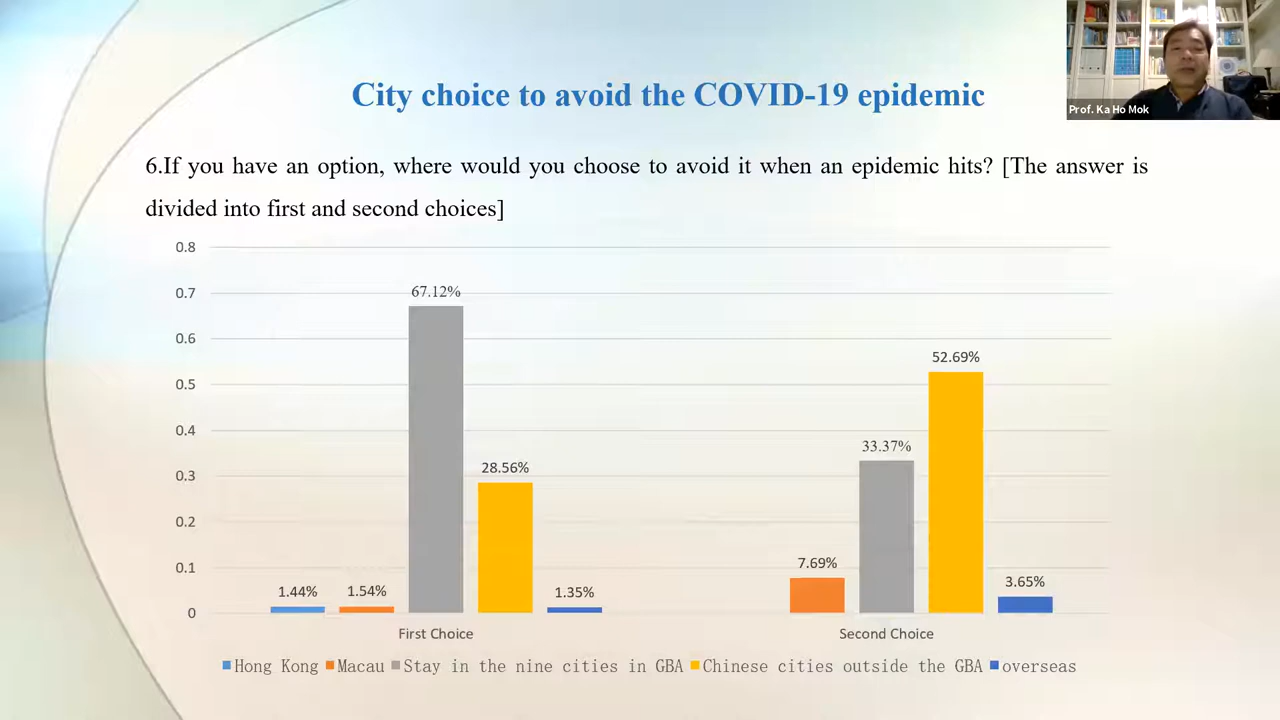 City choice to avoid the COVID-19 epidemic
Prof. Ka Ho Mok
6.If you have an option, where would you choose to avoid it when an epidemic hits? [The answer is
divided into first and second choices]
0.8
0.7
0.6
0.5
0.4
0.3
0.2
0.1
0
1.44%
1.54%
67.12%
28.56%
1.35%
7.69%
33.37%
52.69%
3.65%
First Choice
Second Choice
Hong Kong Macau Stay in the nine cities in GBA Chinese cities outside the GBA overseas